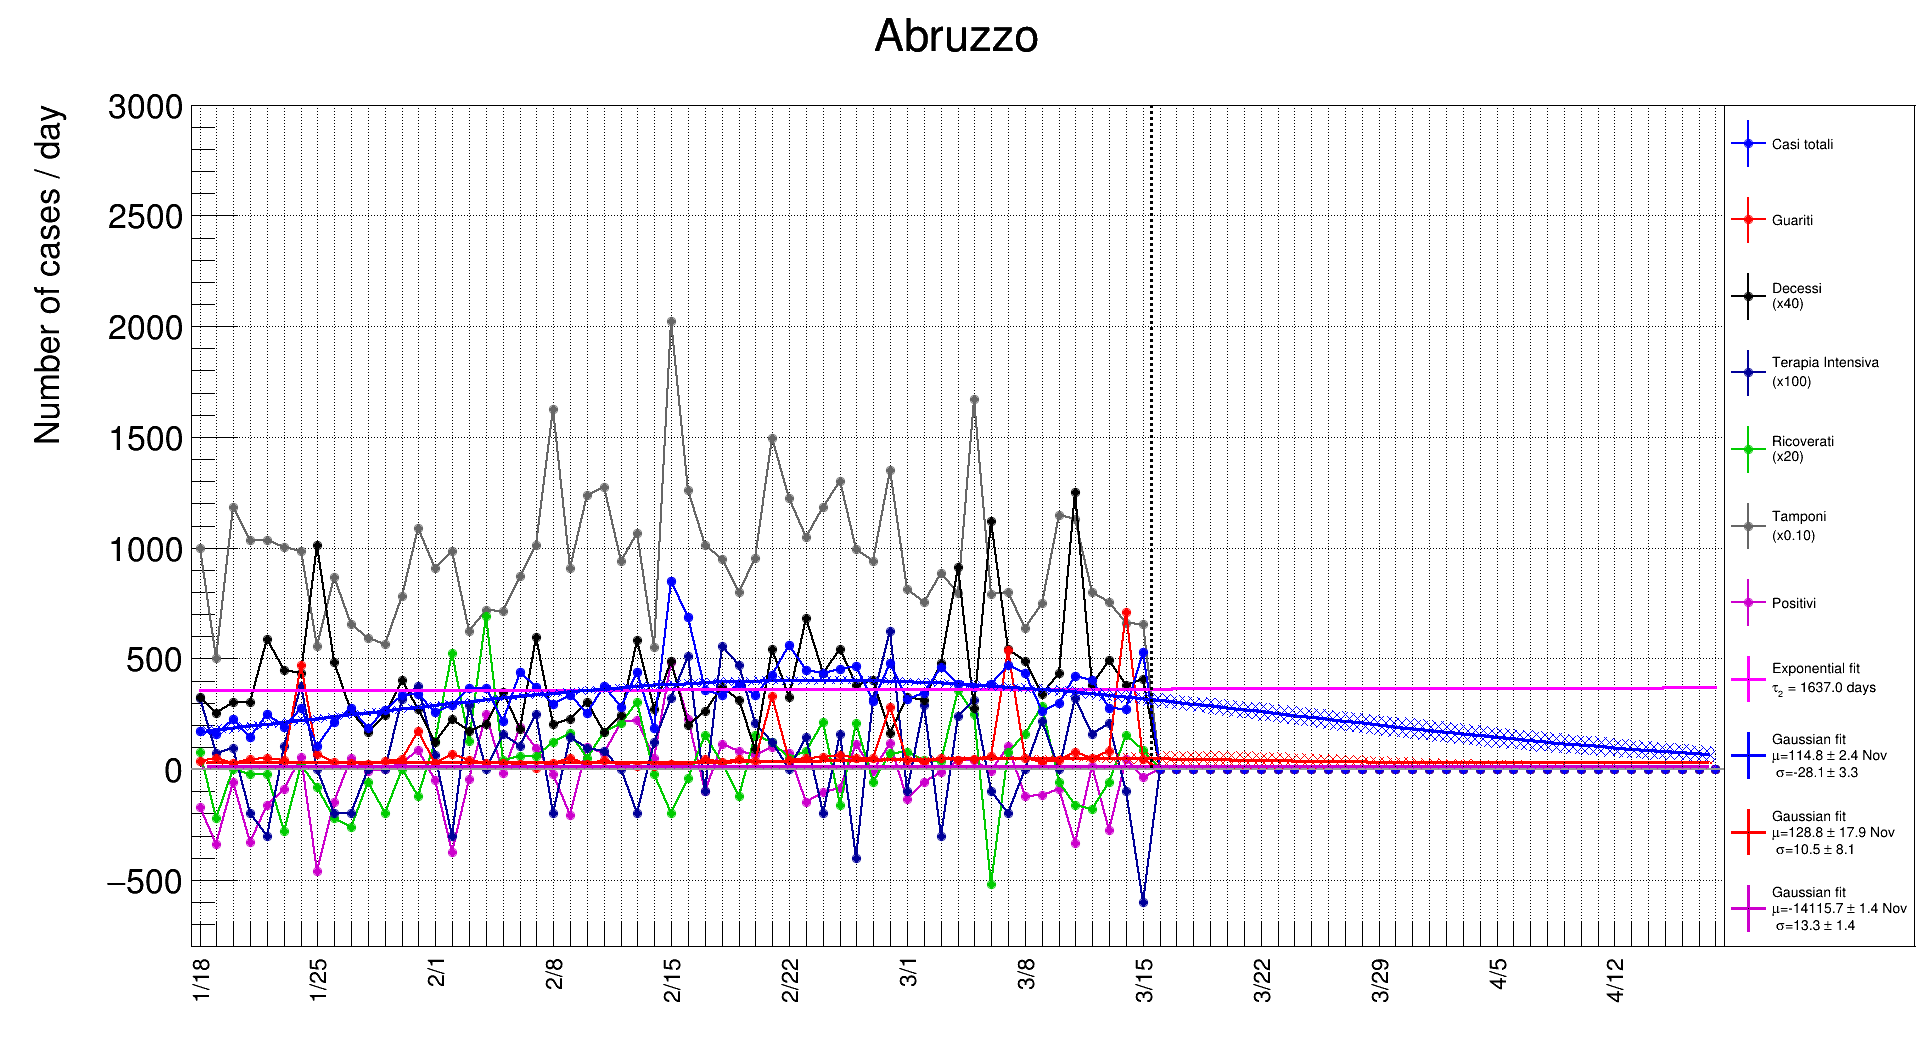 Abruzzo
Number of cases / day
3000
2500
2000
1500
1000
500
0
−500
1/18
1/25
2/1
2/8
2/15
2/22
3/1
3/8
3/15
3/22
3/29
4/5
4/12
Casi totali
Guariti
Decessi
(x40)
Terapia Intensiva
(x100)
Ricoverati
(x20)
Tamponi
(x0.10)
Positivi
Exponential fit
τ₂ = 1637.0 days
Gaussian fit
μ=114.8 ± 2.4 Nov
σ=-28.1 ± 3.3
Gaussian fit
μ=128.8 ± 17.9 Nov
σ=10.5 ± 8.1
Gaussian fit
μ=-14115.7 ± 1.4 Nov
σ=13.3 ± 1.4